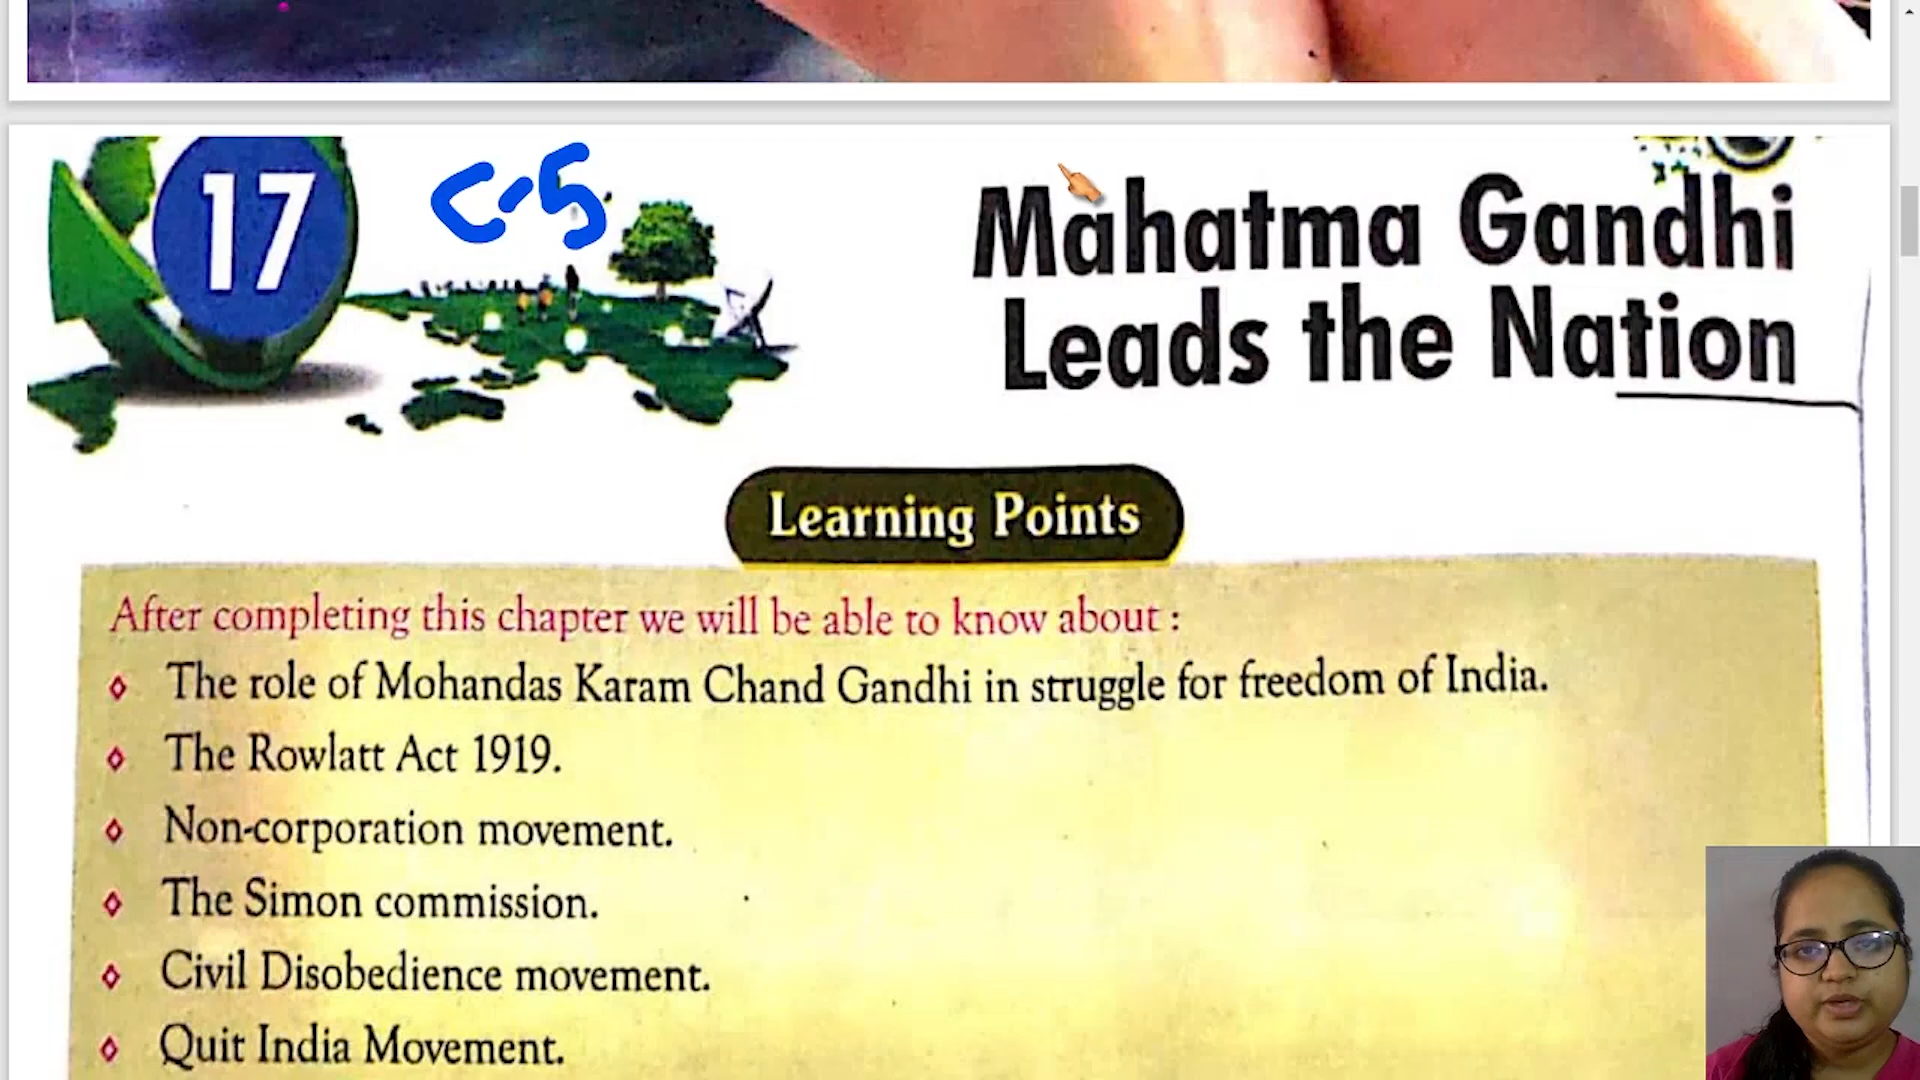 17
C-5
Mahatma Gandhi
Leads the Nation
Learning Points
After completing this chapter we will be able to know about :
The role of Mohandas Karam Chand Gandhi in struggle for freedom of India.
The Rowlatt Act 1919.
Non-corporation movement.
The Simon commission.
Civil Disobedience movement.
Quit India Movement.